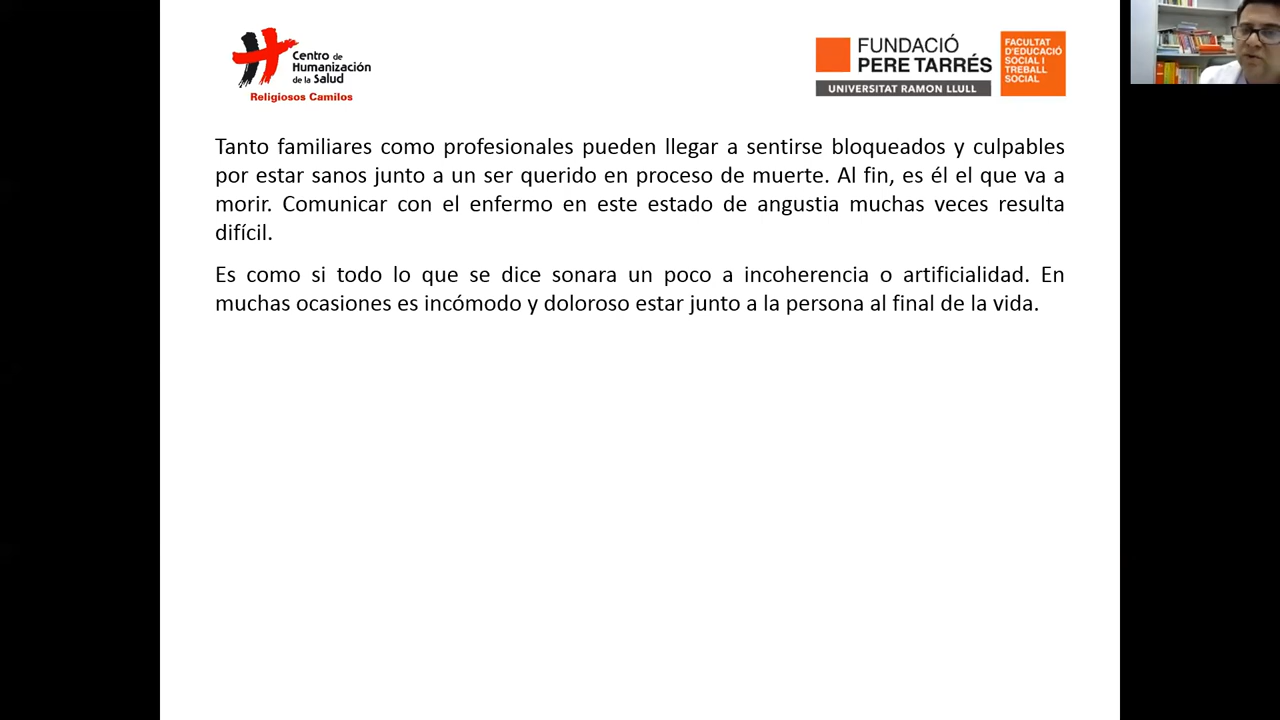 Centro de
Humanización
de la Salud
Religiosos Camilos
FUNDACIÓ
PERE TARRÉS
UNIVERSITAT RAMON LLULL
FACULTAT
D'EDUCACIÓ
SOCIAL I
TREBALL
SOCIAL
Tanto familiares como profesionales pueden llegar a sentirse bloqueados y culpables
por estar sanos junto a un ser querido en proceso de muerte. Al fin, es él el que va a
morir. Comunicar con el enfermo en este estado de angustia muchas veces resulta
difícil.
Es como si todo lo que se dice sonara un poco a incoherencia o artificialidad. En
muchas ocasiones es incómodo y doloroso estar junto a la persona al final de la vida.